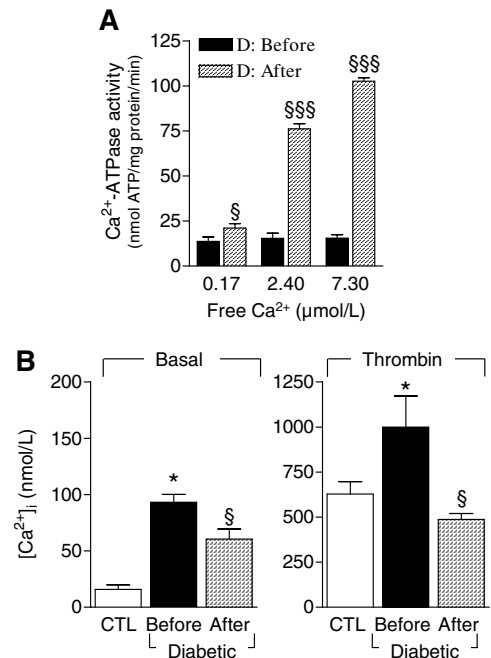 A
Ca²⁺-ATPase activity
(nmol ATP/mg protein/min)
125
100
75
50
25
0
D: Before
D: After
§
§§§
§§§
0.17 2.40 7.30
Free Ca²⁺ (µmol/L)
B
Basal
[Ca²⁺]i (nmol/L)
200
150
100
50
0
*
§
CTL Before After
Diabetic
Thrombin
1250
1000
750
500
250
0
*
§
CTL Before After
Diabetic